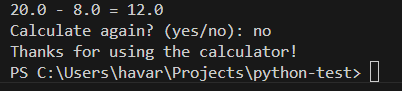 20.0 - 8.0 = 12.0
Calculate again? (yes/no): no
Thanks for using the calculator!
PS C:\Users\havar\Projects\python-test>